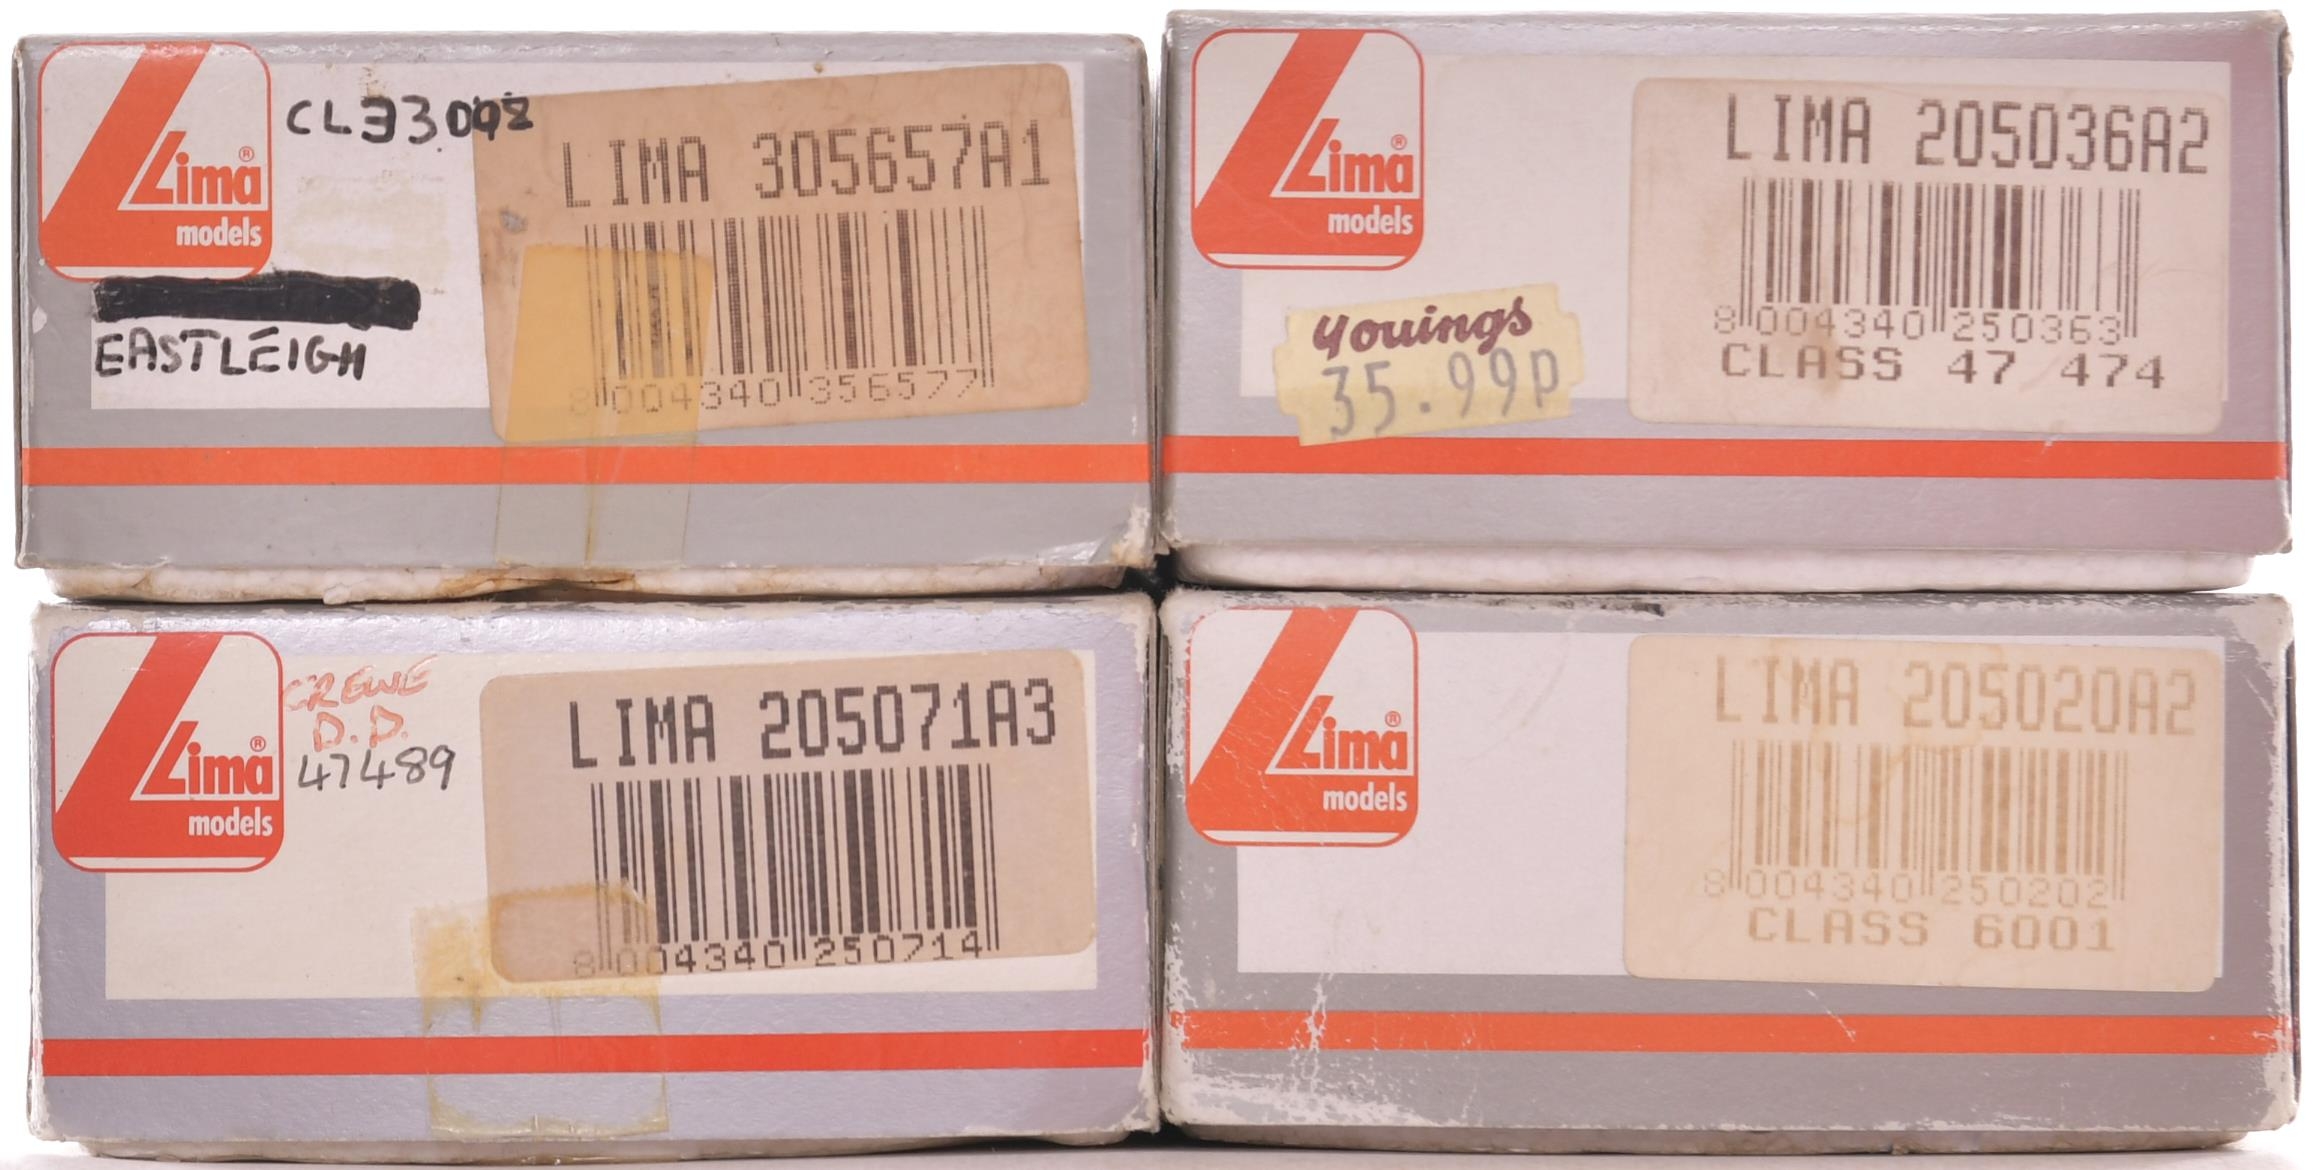 Lima®
models
CL33008
EASTLEIGH
LIMA 305657A1
8 004340 356577
Lima®
models
Youings
35.99p
LIMA 205036A2
8 004340 250363
CLASS 47 474
Lima®
models
CREWE
D.D.
47489
LIMA 205071A3
8 004340 250714
Lima®
models
LIMA 205020A2
8 004340 250202
CLASS 6001